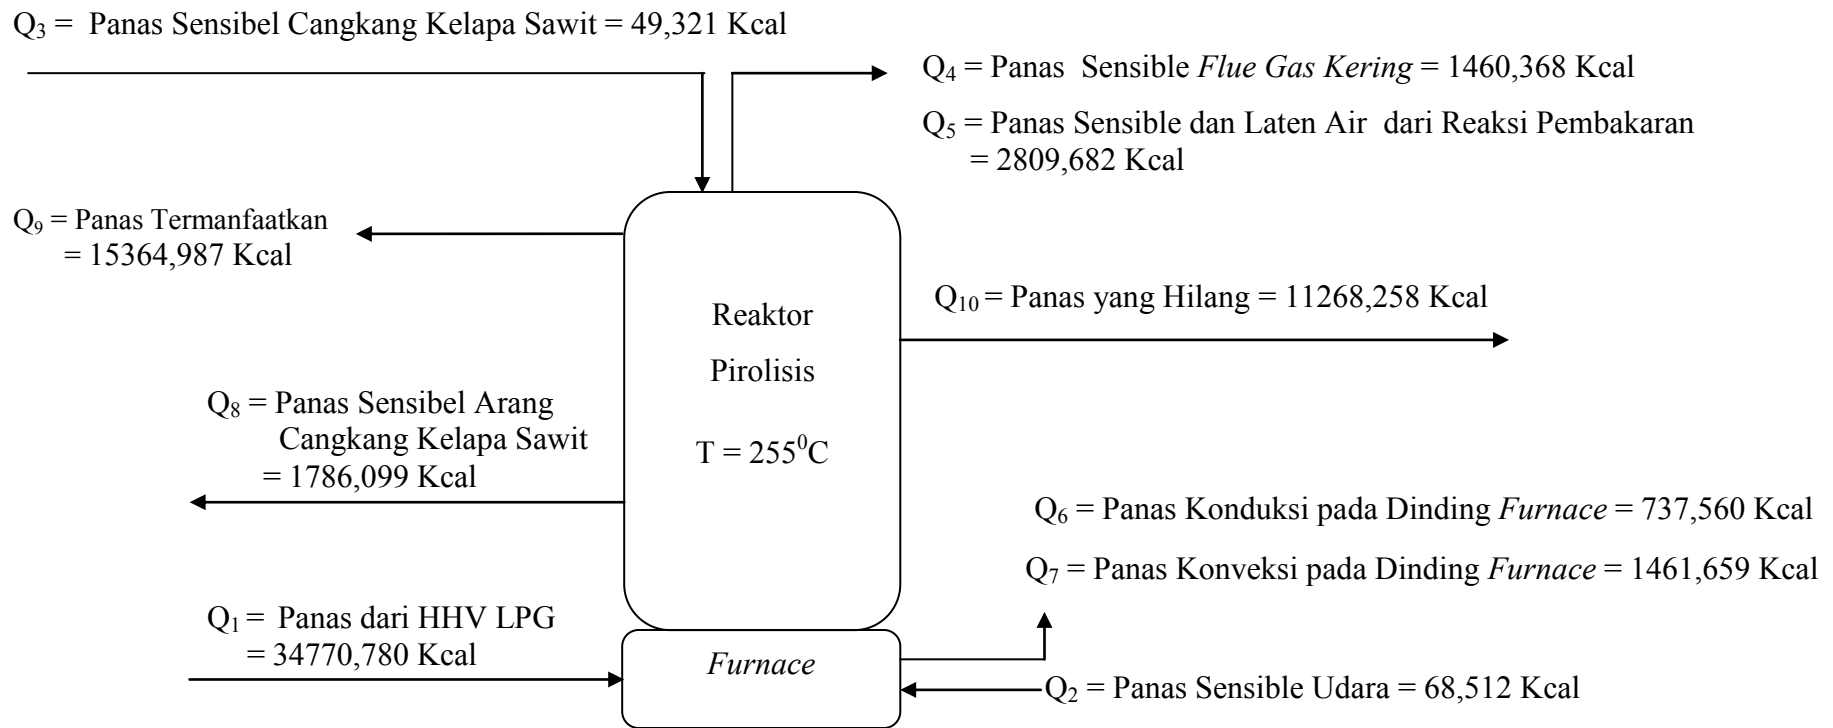 Q₃ = Panas Sensibel Cangkang Kelapa Sawit = 49,321 Kcal
Q₄ = Panas Sensible Flue Gas Kering = 1460,368 Kcal
Q₅ = Panas Sensible dan Laten Air dari Reaksi Pembakaran
= 2809,682 Kcal
Q₉ = Panas Termanfaatkan
= 15364,987 Kcal
Q₁₀ = Panas yang Hilang = 11268,258 Kcal
Reaktor
Pirolisis
T = 255⁰C
Q₈ = Panas Sensibel Arang
Cangkang Kelapa Sawit
= 1786,099 Kcal
Q₆ = Panas Konduksi pada Dinding Furnace = 737,560 Kcal
Q₇ = Panas Konveksi pada Dinding Furnace = 1461,659 Kcal
Q₁ = Panas dari HHV LPG
= 34770,780 Kcal
Furnace
Q₂ = Panas Sensible Udara = 68,512 Kcal